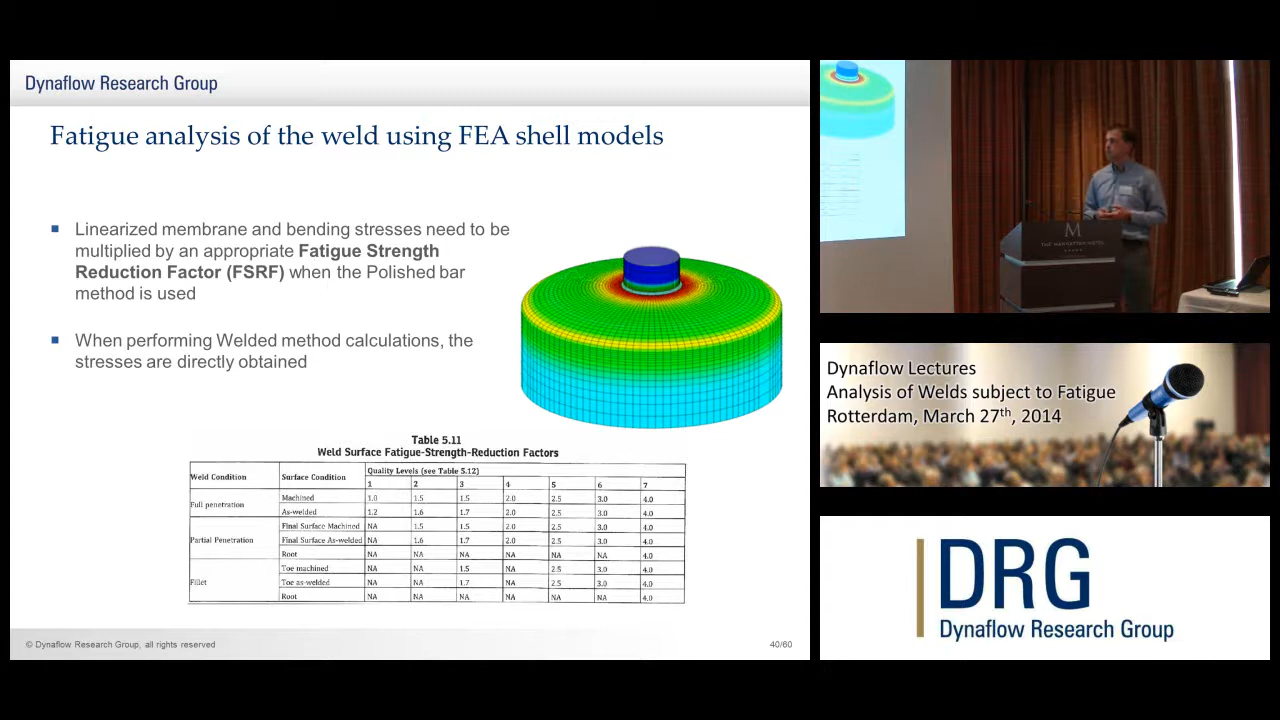 Dynaflow Research Group
Fatigue analysis of the weld using FEA shell models
Linearized membrane and bending stresses need to be
multiplied by an appropriate Fatigue Strength
Reduction Factor (FSRF) when the Polished bar
method is used
When performing Welded method calculations, the
stresses are directly obtained
Table 5.11
Weld Surface Fatigue-Strength-Reduction Factors
Weld Condition Surface Condition Quality Levels (see Table 5.12)
1 2 3 4 5 6 7
Full penetration Machined 1.0 1.5 1.5 2.0 2.5 3.0 4.0
As-welded 1.2 1.6 1.7 2.0 2.5 3.0 4.0
Partial Penetration Final Surface Machined NA 1.5 1.5 2.0 2.5 3.0 4.0
Final Surface As-welded NA 1.6 1.7 2.0 2.5 3.0 4.0
Root NA NA NA NA NA NA 4.0
Fillet Toe machined NA NA 1.5 NA 2.5 3.0 4.0
Toe as-welded NA NA 1.7 NA 2.5 3.0 4.0
Root NA NA NA NA NA NA 4.0
© Dynaflow Research Group, all rights reserved
40/60
M
THE MANHATTAN HOTEL
Dynaflow Lectures
Analysis of Welds subject to Fatigue
Rotterdam, March 27th, 2014
DRG
Dynaflow Research Group